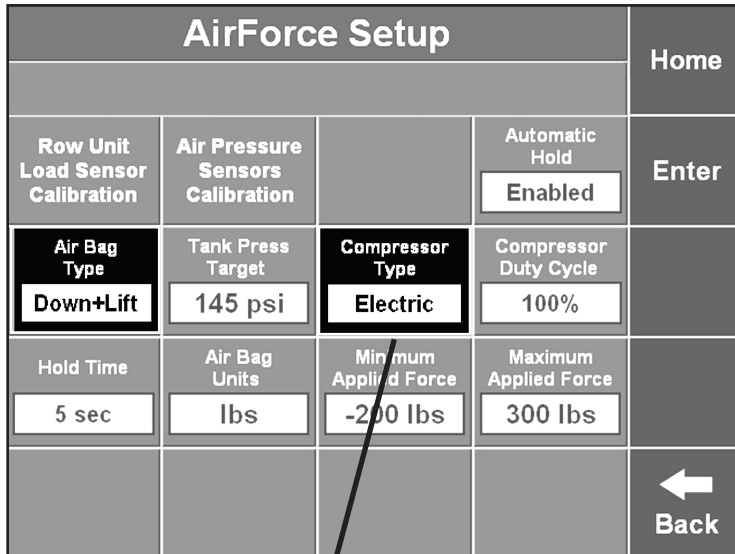 AirForce Setup
Home
Row Unit
Load Sensor
Calibration
Air Pressure
Sensors
Calibration
Automatic
Hold
Enabled
Enter
Air Bag
Type
Down+Lift
Tank Press
Target
145 psi
Compressor
Type
Electric
Compressor
Duty Cycle
100%
Hold Time
5 sec
Air Bag
Units
lbs
Minimum
Applied Force
-200 lbs
Maximum
Applied Force
300 lbs
Back